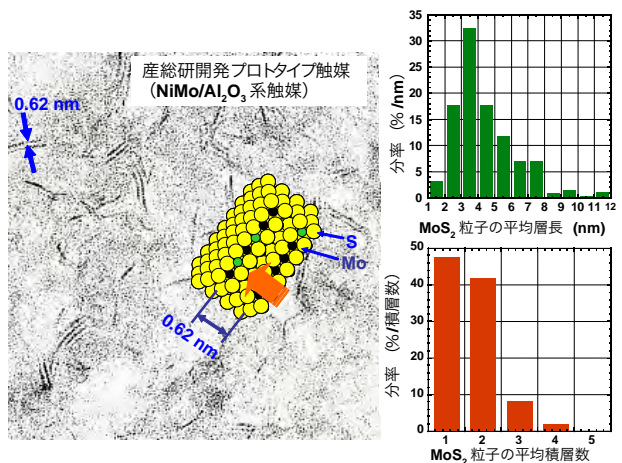 産総研開発プロトタイプ触媒
（NiMo/Al₂O₃ 系触媒）
0.62 nm
S
Mo
0.62 nm
35
30
25
20
15
10
5
0
分率 (% /nm)
1 2 3 4 5 6 7 8 9 10 11 12
MoS₂ 粒子の平均層長 (nm)
50
40
30
20
10
0
分率 (%/積層数)
1 2 3 4 5
MoS₂ 粒子の平均積層数